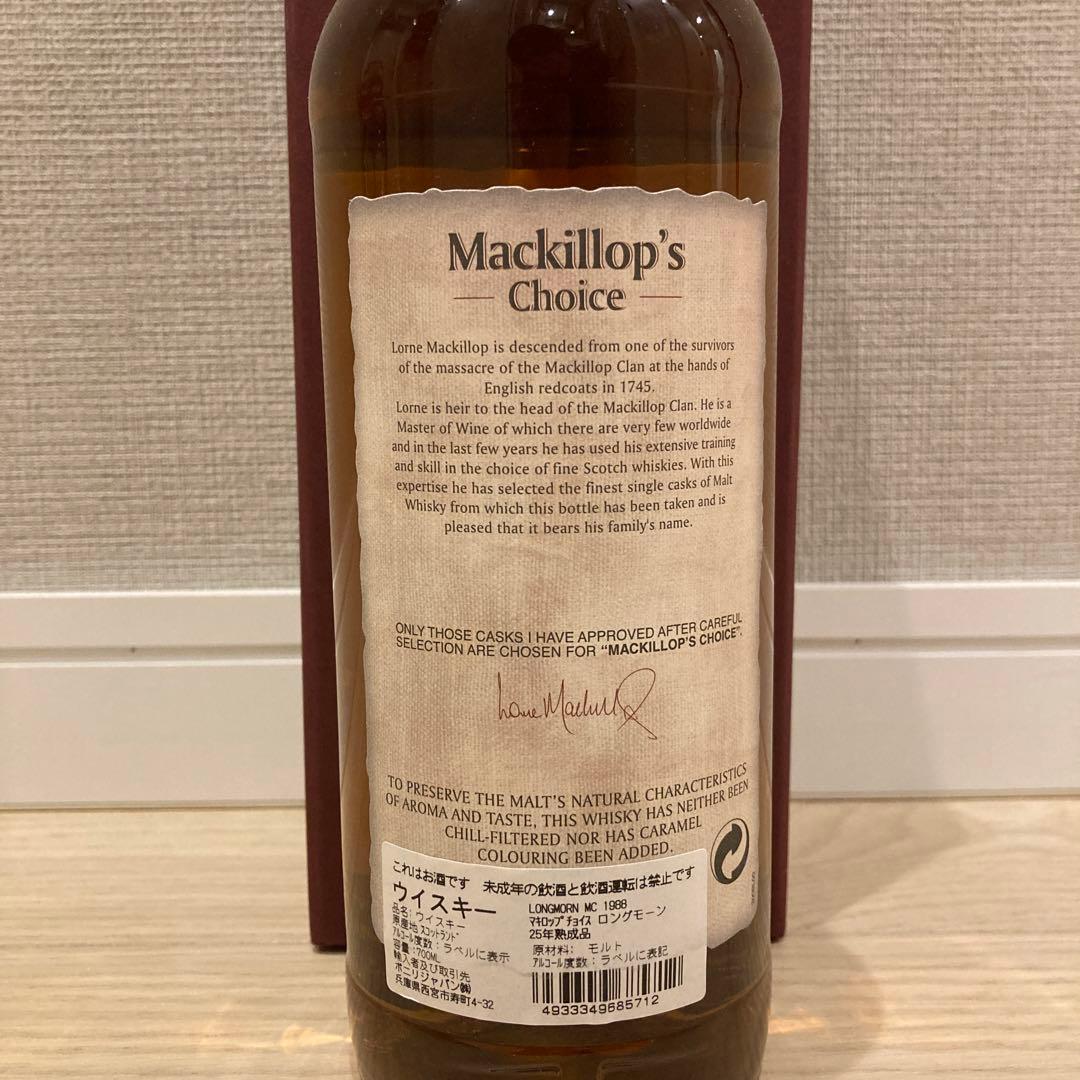 Mackillop's
Choice
Lorne Mackillop is descended from one of the survivors
of the massacre of the Mackillop Clan at the hands of
English redcoats in 1745.
Lorne is heir to the head of the Mackillop Clan. He is a
Master of Wine of which there are very few worldwide
and in the last few years he has used his extensive training
and skill in the choice of fine Scotch whiskies. With this
expertise he has selected the finest single casks of Malt
Whisky from which this bottle has been taken and is
pleased that it bears his family's name.
ONLY THOSE CASKS I HAVE APPROVED AFTER CAREFUL
SELECTION ARE CHOSEN FOR "MACKILLOP'S CHOICE".
TO PRESERVE THE MALT'S NATURAL CHARACTERISTICS
OF AROMA AND TASTE, THIS WHISKY HAS NEITHER BEEN
CHILL-FILTERED NOR HAS CARAMEL
COLOURING BEEN ADDED.
これはお酒です 未成年の飲酒と飲酒運転は禁止です
ウイスキー
品名:ウイスキー
原産地 スコットランド
アルコール度数:ラベルに表示
容量:700ML
輸入者及び取引先
ボニリジャパン㈱
兵庫県西宮市寿町4-32
LONGMORN MC 1988
マキロップチョイス ロングモーン
25年熟成品
原材料: モルト
アルコール度数:ラベルに表記
4933349685712